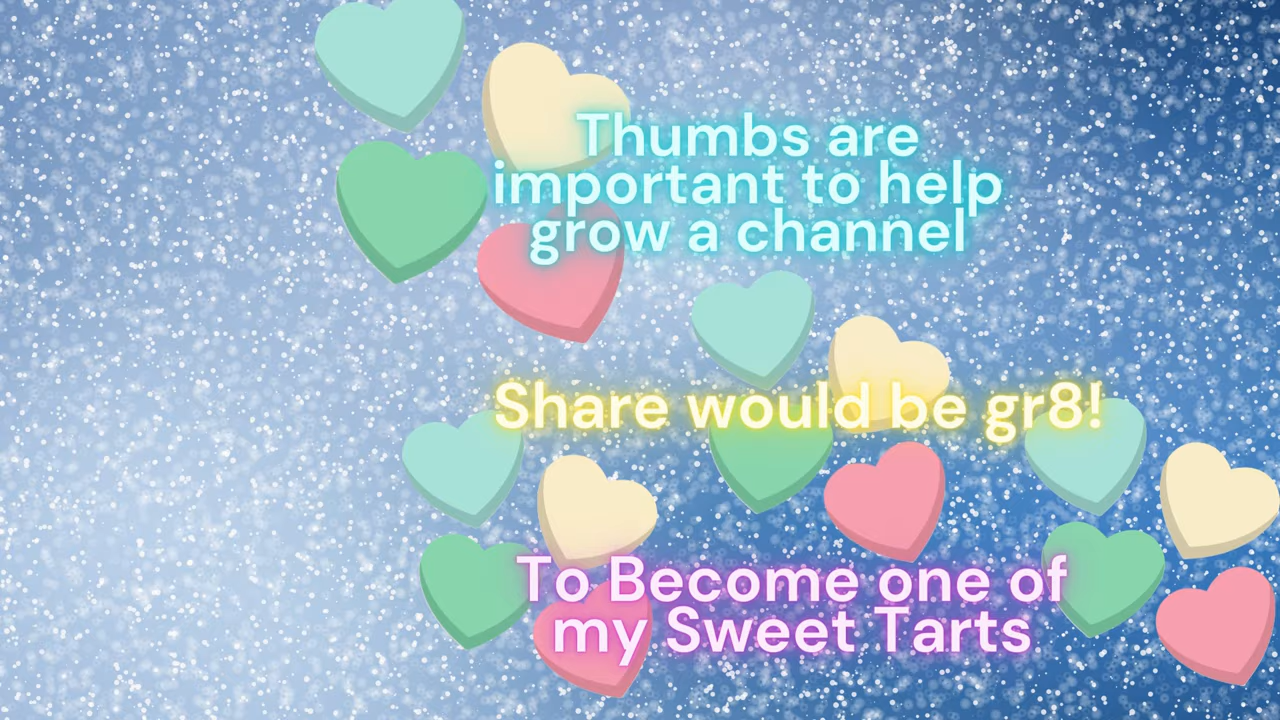 Thumbs are
important to help
grow a channel
Share would be gr8!
To Become one of
my Sweet Tarts